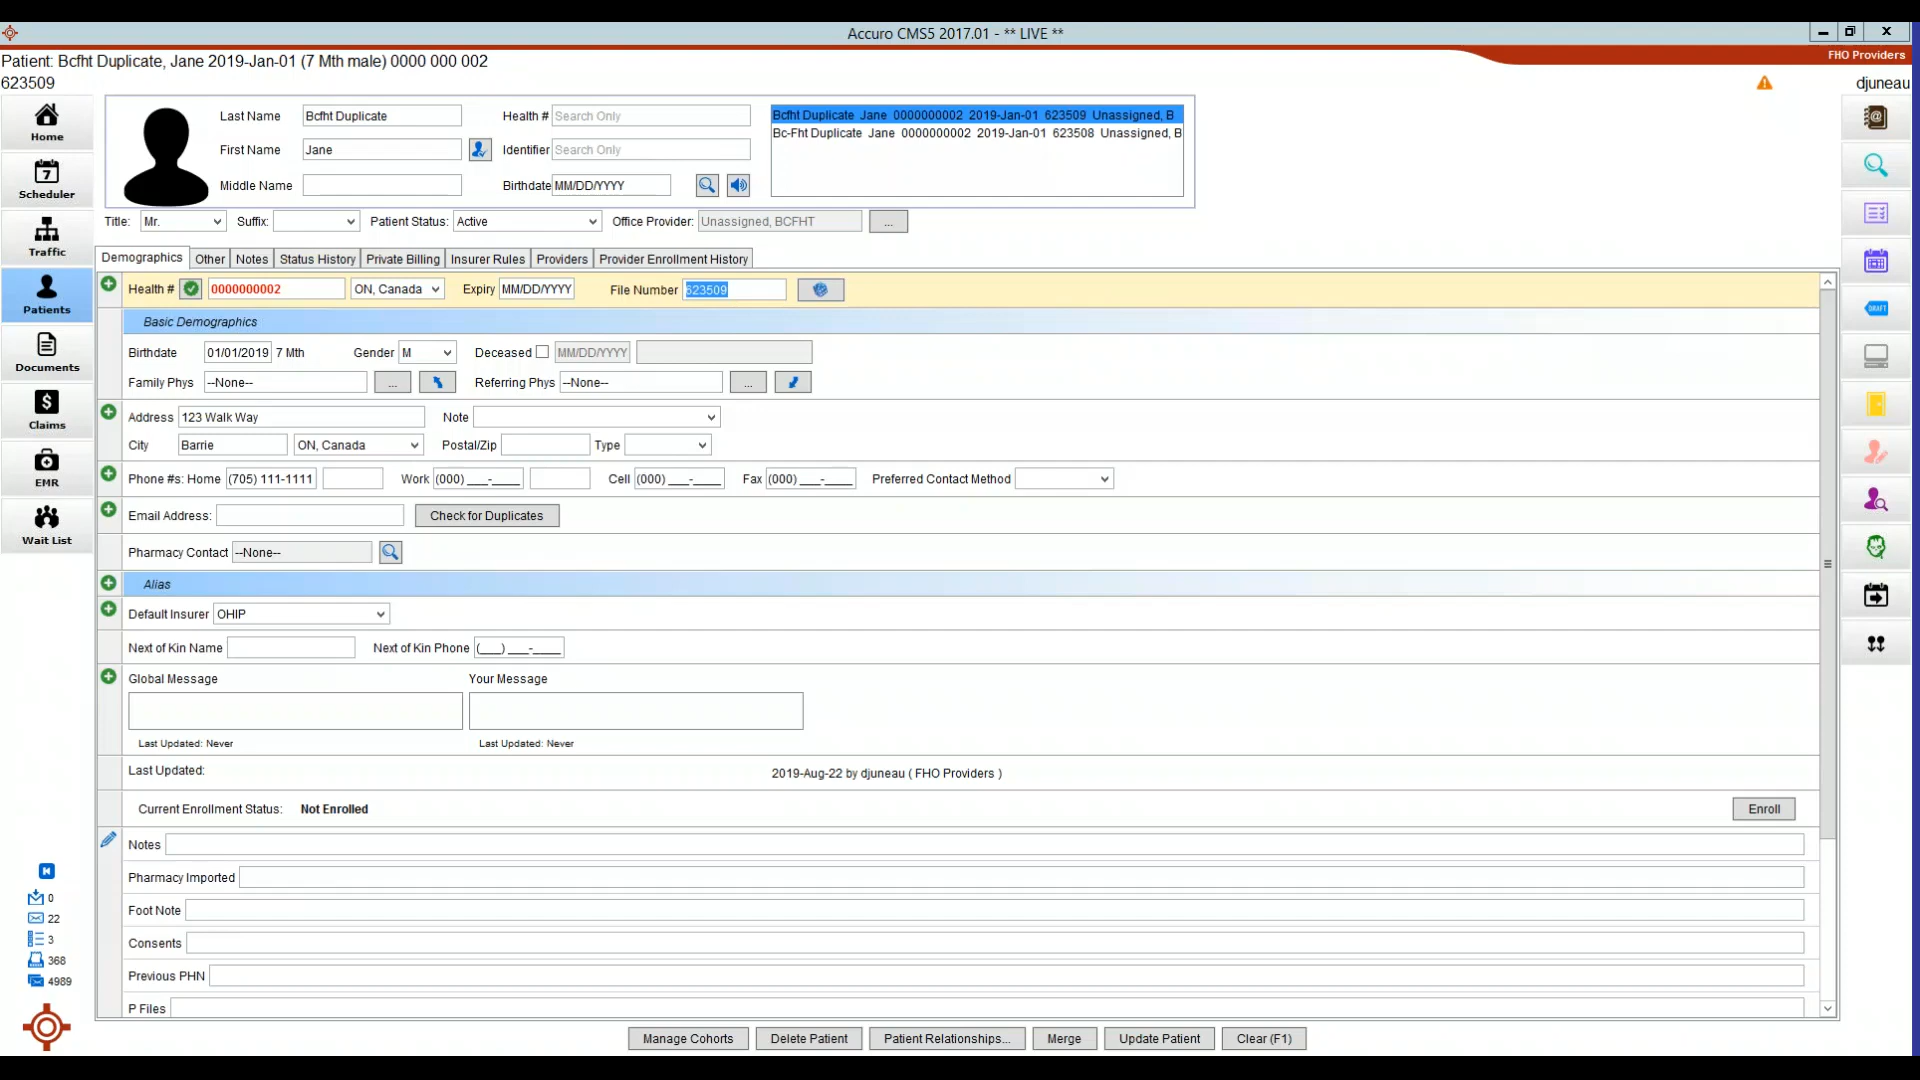 Accuro CMS5 2017.01 - ** LIVE **
FHO Providers
Patient: Bcfht Duplicate, Jane 2019-Jan-01 (7 Mth male) 0000 000 002
623509
djuneau
Home
7
Scheduler
Traffic
Patients
Documents
$
Claims
EMR
Wait List
Last Name Bcfht Duplicate Health # Search Only
First Name Jane Identifier Search Only
Middle Name Birthdate MM/DD/YYYY
Bcfht Duplicate Jane 0000000002 2019-Jan-01 623509 Unassigned, B
Bc-Fht Duplicate Jane 0000000002 2019-Jan-01 623508 Unassigned, B
Title: Mr. Suffix: Patient Status: Active Office Provider: Unassigned, BCFHT ...
Demographics Other Notes Status History Private Billing Insurer Rules Providers Provider Enrollment History
Health # 0000000002 ON, Canada Expiry MM/DD/YYYY File Number 623509
Basic Demographics
Birthdate 01/01/2019 7 Mth Gender M Deceased MM/DD/YYYY
Family Phys --None-- ... Referring Phys --None-- ...
Address 123 Walk Way Note
City Barrie ON, Canada Postal/Zip Type
Phone #s: Home (705) 111-1111 Work (000) ___-____ Cell (000) ___-____ Fax (000) ___-____ Preferred Contact Method
Email Address: Check for Duplicates
Pharmacy Contact --None--
Alias
Default Insurer OHIP
Next of Kin Name Next of Kin Phone (___) ___-____
Global Message Your Message
Last Updated: Never Last Updated: Never
Last Updated: 2019-Aug-22 by djuneau ( FHO Providers )
Current Enrollment Status: Not Enrolled Enroll
Notes
Pharmacy Imported
Foot Note
Consents
Previous PHN
P Files
0
22
3
368
4989
DRAFT
Manage Cohorts Delete Patient Patient Relationships... Merge Update Patient Clear (F1)